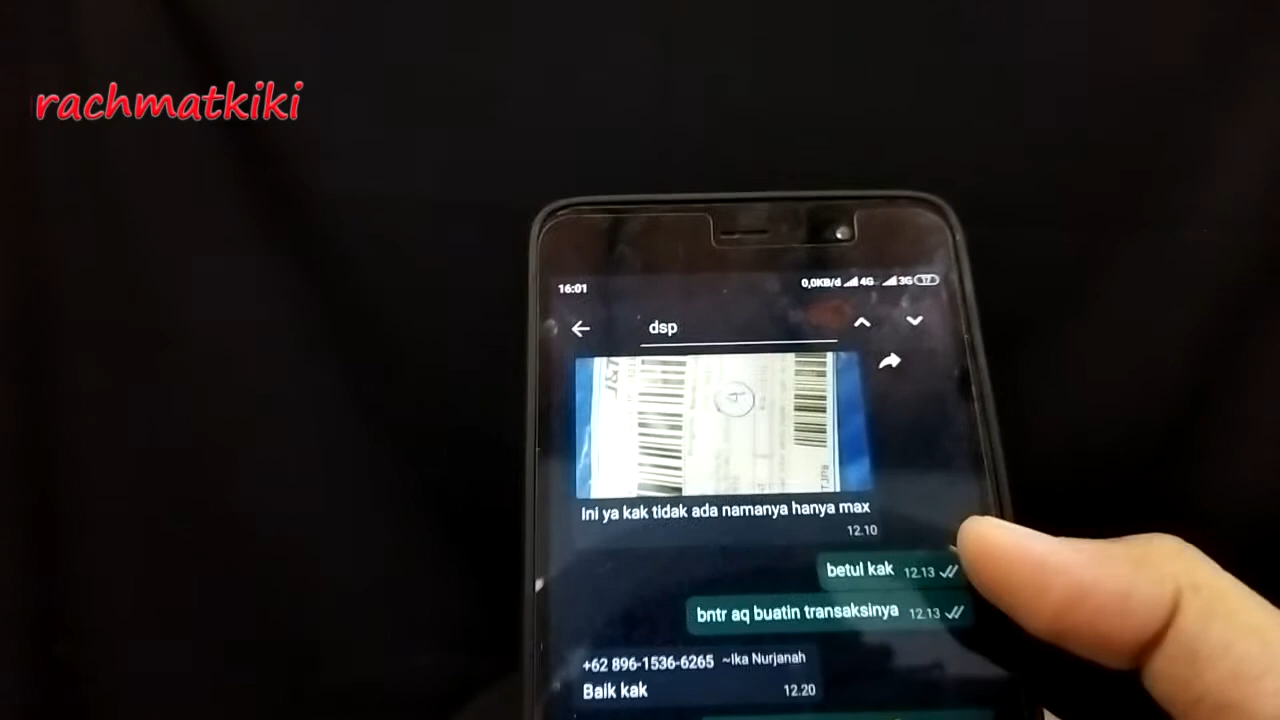 rachmatkiki
16:01
0,0KB/d 4G 3G 17
dsp
J&T
A
Ini ya kak tidak ada namanya hanya max
12.10
betul kak 12.13
bntr aq buatin transaksinya 12.13
+62 896-1536-6265 ~Ika Nurjanah
Baik kak 12.20